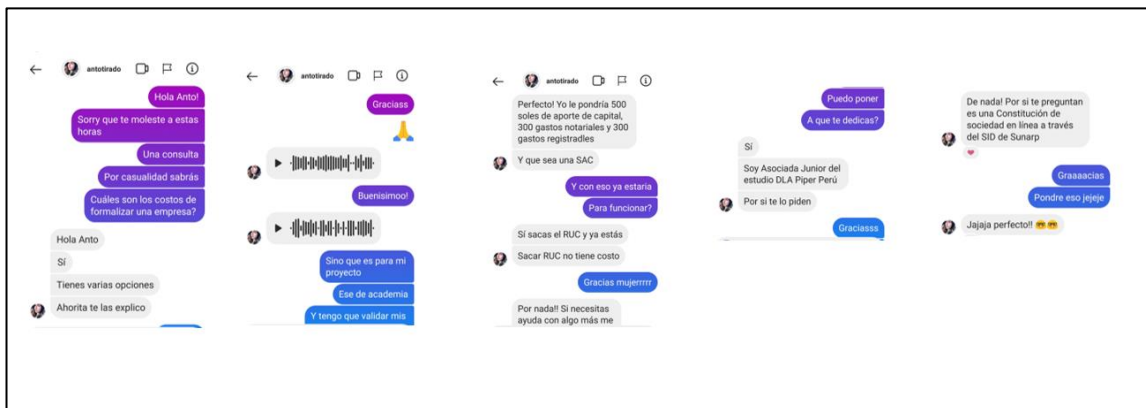 antotirado
Hola Anto!
Sorry que te moleste a estas
horas
Una consulta
Por casualidad sabrás
Cuáles son los costos de
formalizar una empresa?
Hola Anto
Sí
Tienes varias opciones
Ahorita te las explico
antotirado
Graciass
Buenisimoo!
Sino que es para mi
proyecto
Ese de academia
Y tengo que validar mis
antotirado
Perfecto! Yo le pondría 500
soles de aporte de capital,
300 gastos notariales y 300
gastos registradles
Y que sea una SAC
Y con eso ya estaria
Para funcionar?
Sí sacas el RUC y ya estás
Sacar RUC no tiene costo
Gracias mujerrrrr
Por nada!! Si necesitas
ayuda con algo más me
Puedo poner
A que te dedicas?
Sí
Soy Asociada Junior del
estudio DLA Piper Perú
Por si te lo piden
Graciasss
De nada! Por si te preguntan
es una Constitución de
sociedad en línea a través
del SID de Sunarp
Graaaacias
Pondre eso jejeje
Jajaja perfecto!!